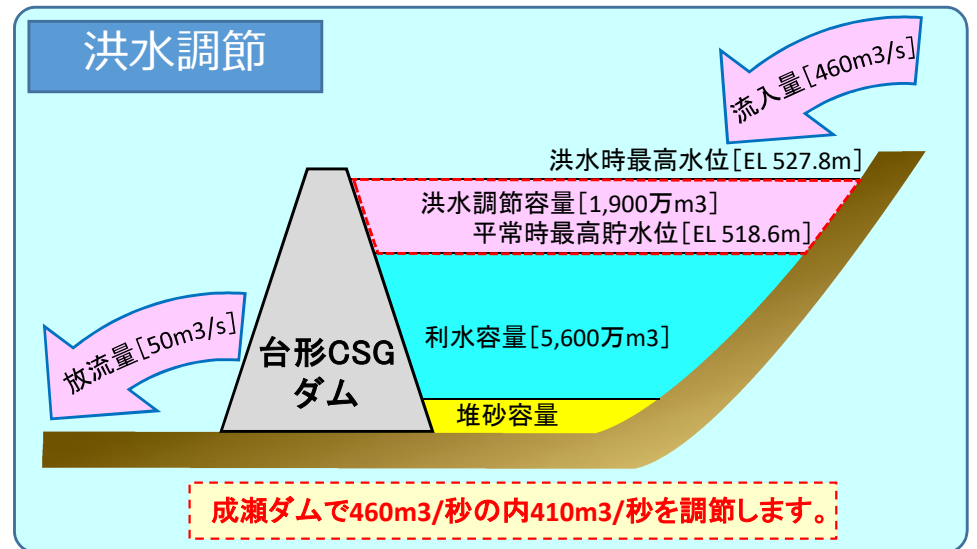 洪水調節
流入量[460m3/s]
洪水時最高水位[EL 527.8m]
洪水調節容量[1,900万m3]
平常時最高貯水位[EL 518.6m]
放流量[50m3/s]
台形CSG
ダム
利水容量[5,600万m3]
堆砂容量
成瀬ダムで460m3/秒の内410m3/秒を調節します。